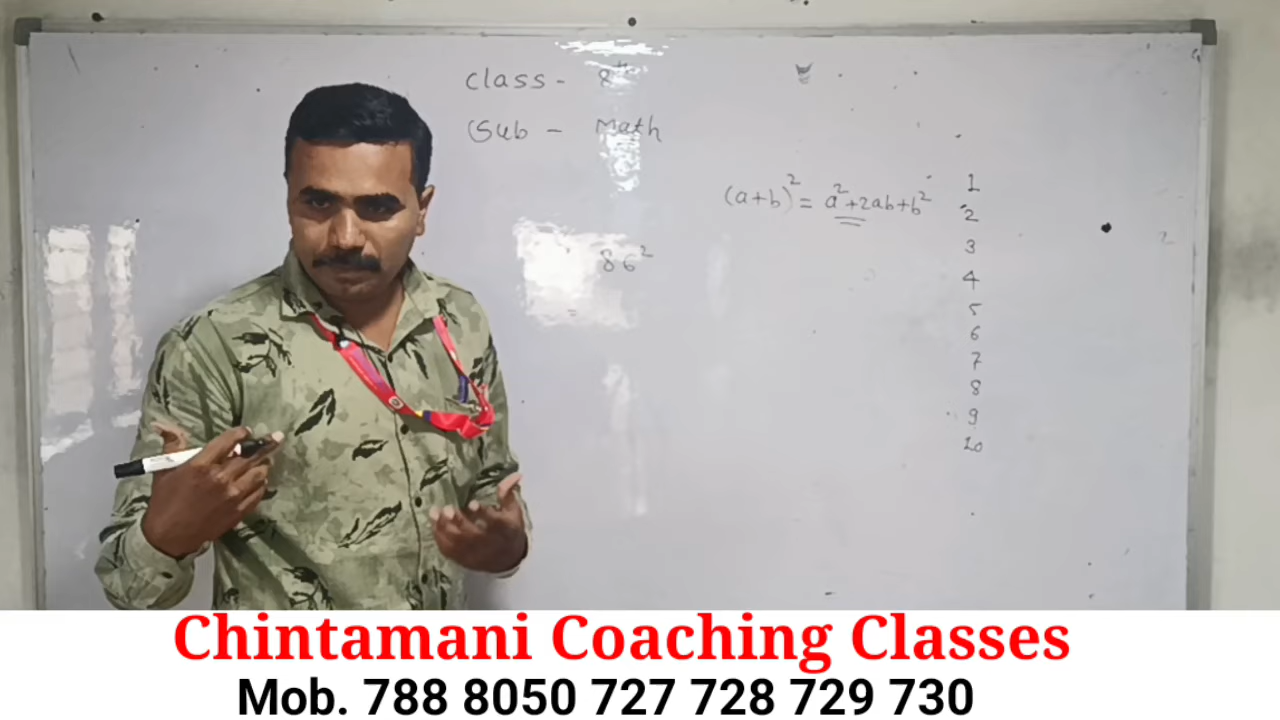 Class - 8th
Sub - Math
(a+b)² = a²+2ab+b²
86²
=
1
2
3
4
5
6
7
8
9
10
Chintamani Coaching Classes
Mob. 788 8050 727 728 729 730